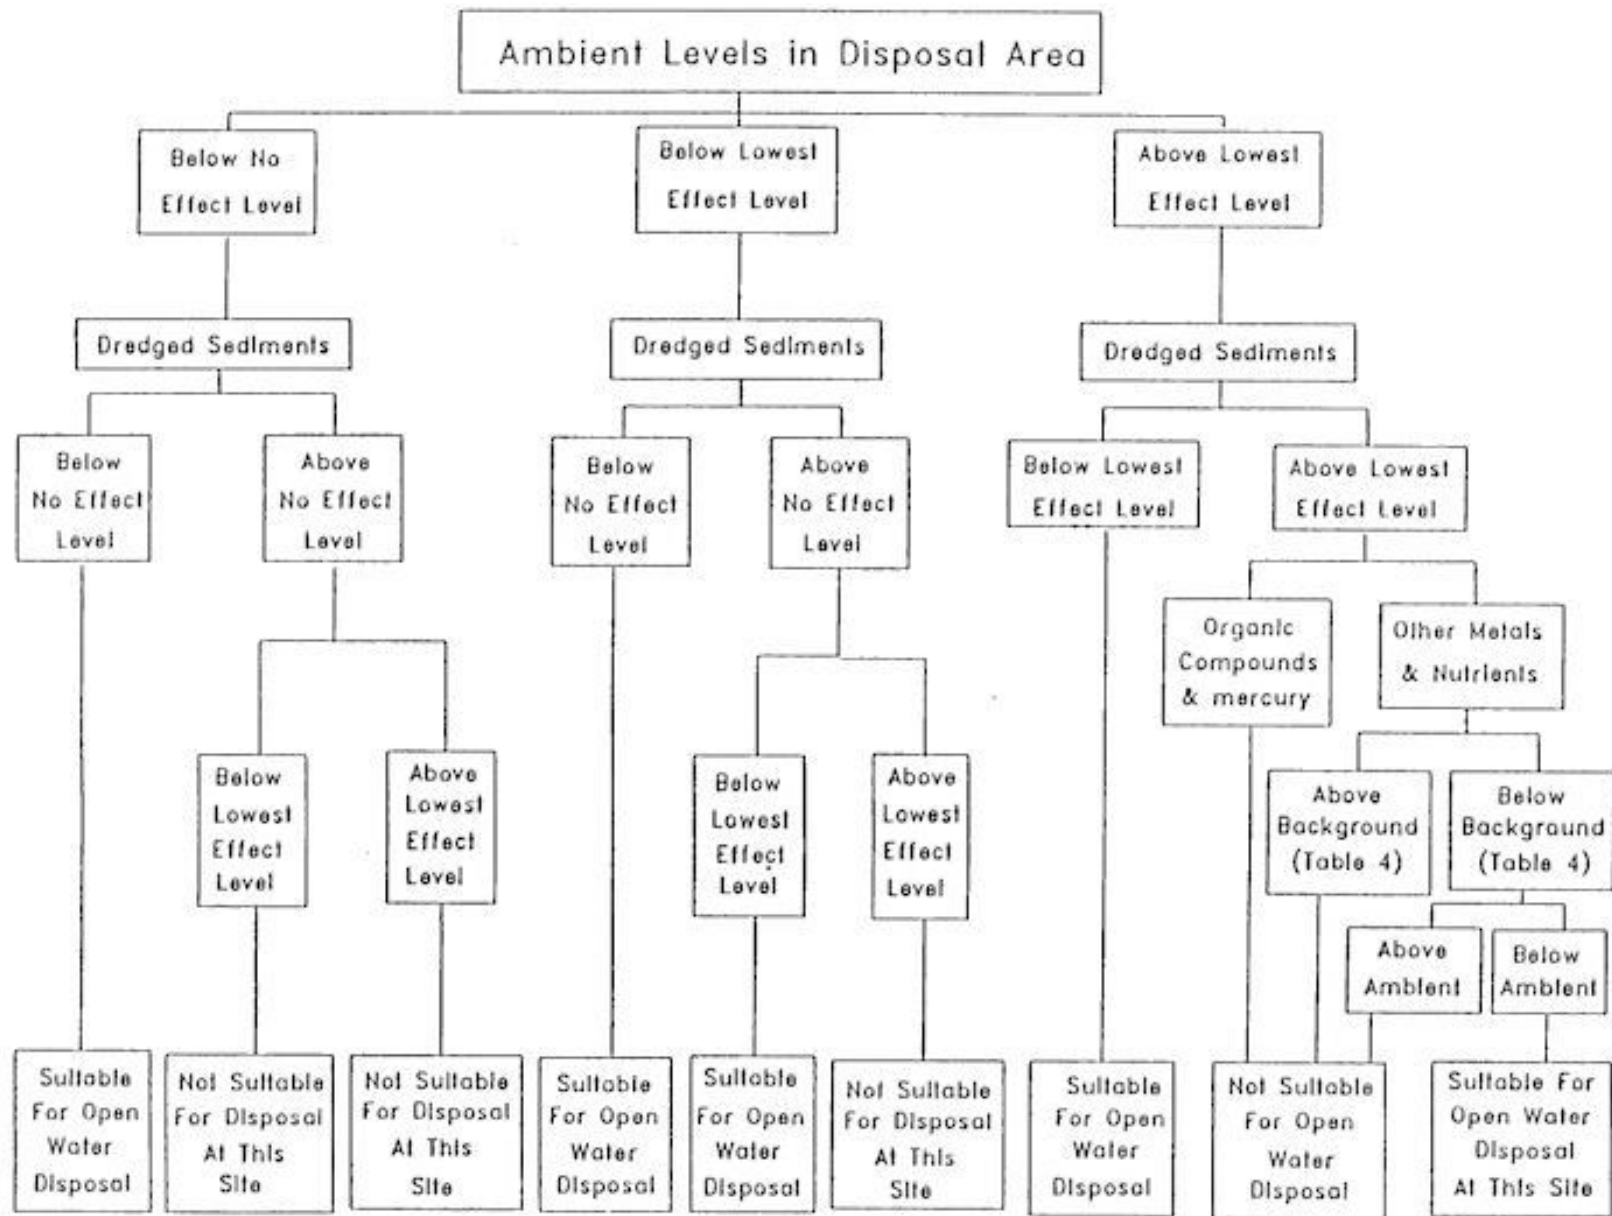 Ambient Levels in Disposal Area
Below No
Effect Level
Below Lowest
Effect Level
Above Lowest
Effect Level
Dredged Sediments
Dredged Sediments
Dredged Sediments
Below
No Effect
Level
Above
No Effect
Level
Below
No Effect
Level
Above
No Effect
Level
Below Lowest
Effect Level
Above Lowest
Effect Level
Organic
Compounds
& mercury
Other Metals
& Nutrients
Below
Lowest
Effect
Level
Above
Lowest
Effect
Level
Below
Lowest
Effect
Level
Above
Lowest
Effect
Level
Above
Background
(Table 4)
Below
Background
(Table 4)
Above
Ambient
Below
Ambient
Suitable
For Open
Water
Disposal
Not Suitable
For Disposal
At This
Site
Not Suitable
For Disposal
At This
Site
Suitable
For Open
Water
Disposal
Suitable
For Open
Water
Disposal
Not Suitable
For Disposal
At This
Site
Suitable
For Open
Water
Disposal
Not Suitable
For Open
Water
Disposal
Suitable For
Open Water
Disposal
At This Site